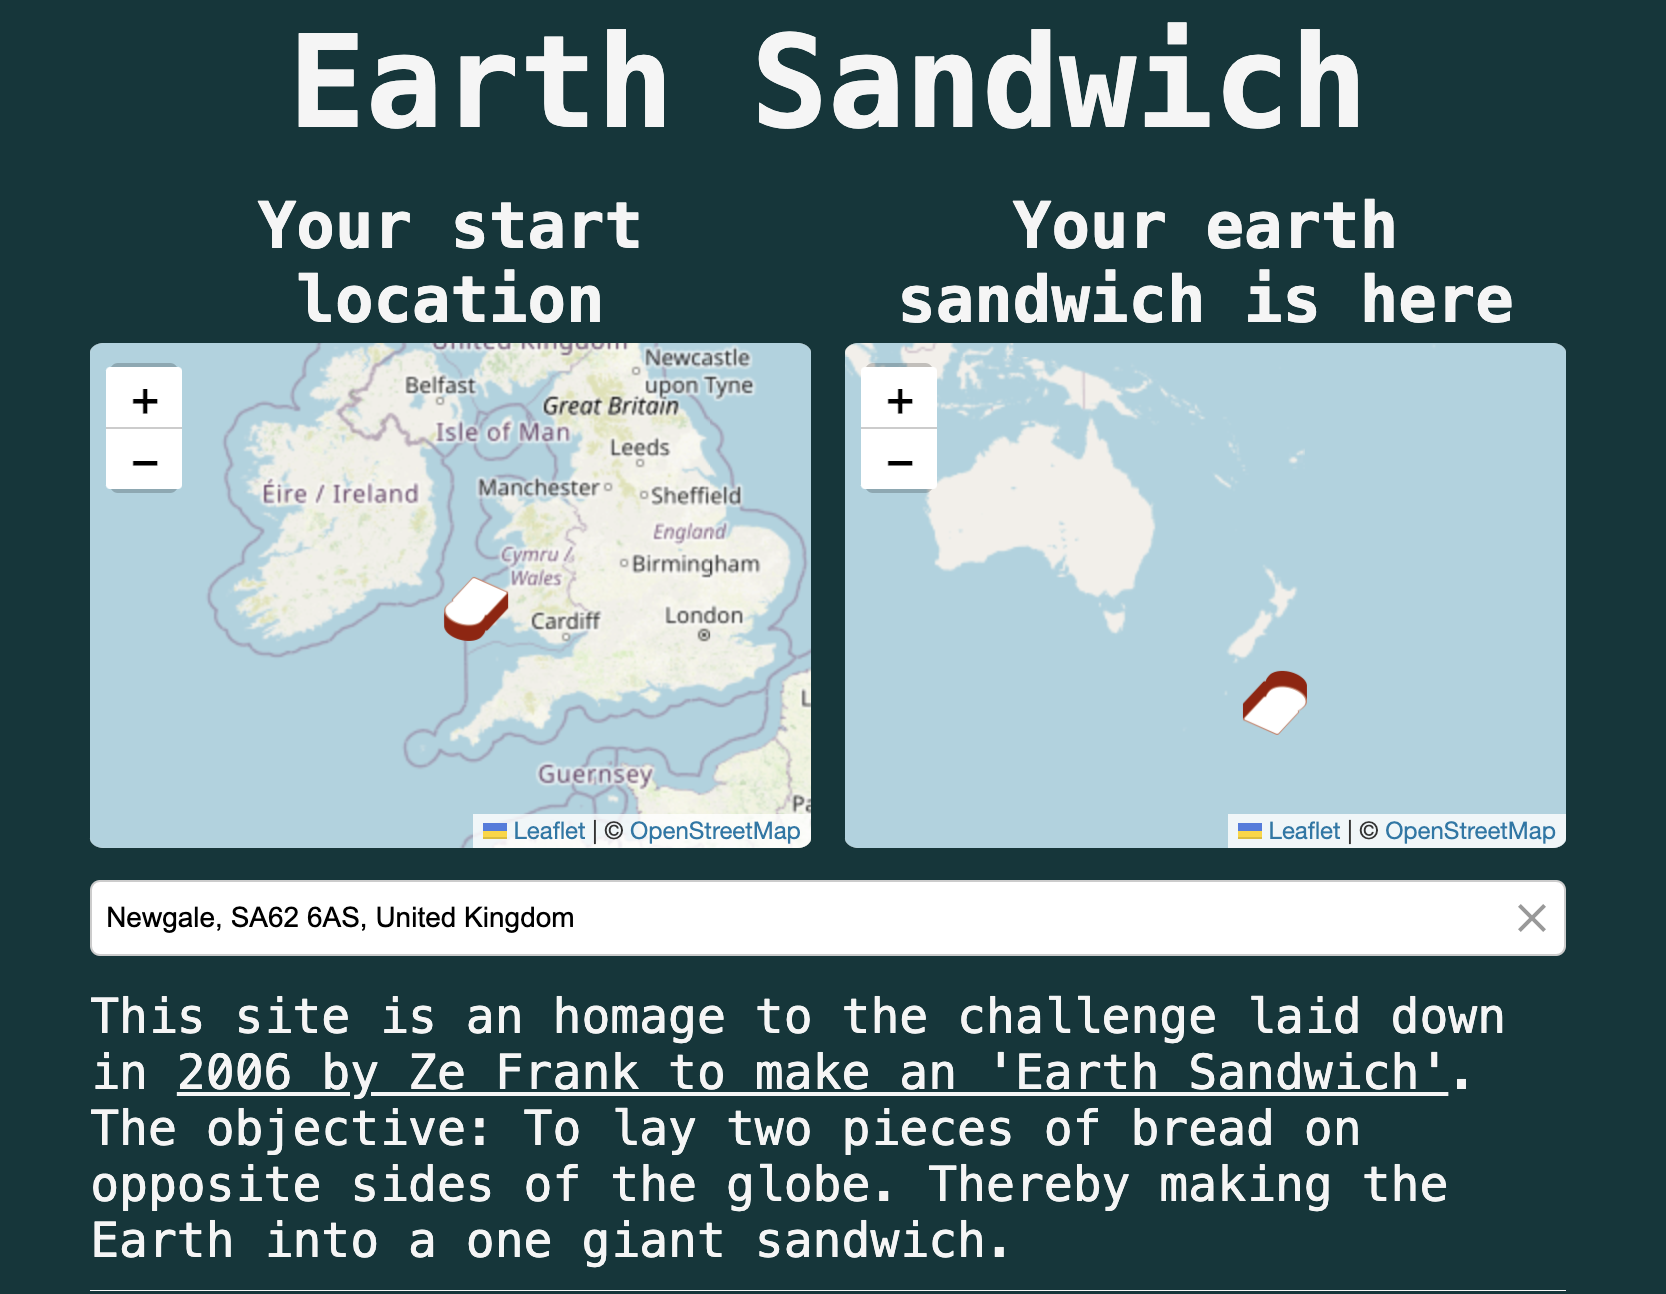 Earth Sandwich
Your start
location
Your earth
sandwich is here
+
−
United Kingdom
Newcastle
upon Tyne
Belfast
Great Britain
Isle of Man
Leeds
Éire / Ireland
Manchester
Sheffield
England
Cymru /
Wales
Birmingham
Cardiff
London
L
Guernsey
Pa
Leaflet | © OpenStreetMap
+
−
Leaflet | © OpenStreetMap
Newgale, SA62 6AS, United Kingdom
This site is an homage to the challenge laid down
in 2006 by Ze Frank to make an 'Earth Sandwich'.
The objective: To lay two pieces of bread on
opposite sides of the globe. Thereby making the
Earth into a one giant sandwich.